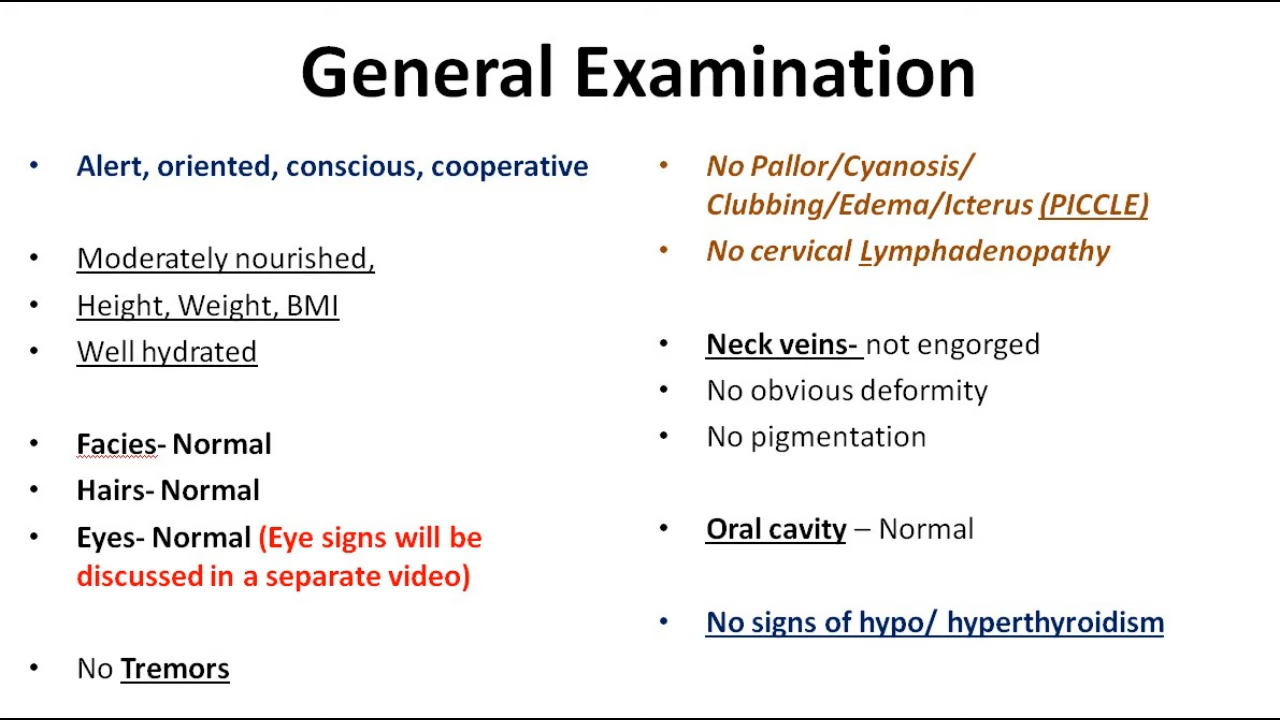 General Examination
• Alert, oriented, conscious, cooperative
• Moderately nourished,
• Height, Weight, BMI
• Well hydrated
• Facies- Normal
• Hairs- Normal
• Eyes- Normal (Eye signs will be
discussed in a separate video)
• No Tremors
• No Pallor/Cyanosis/
Clubbing/Edema/Icterus (PICCLE)
• No cervical Lymphadenopathy
• Neck veins- not engorged
• No obvious deformity
• No pigmentation
• Oral cavity – Normal
• No signs of hypo/ hyperthyroidism